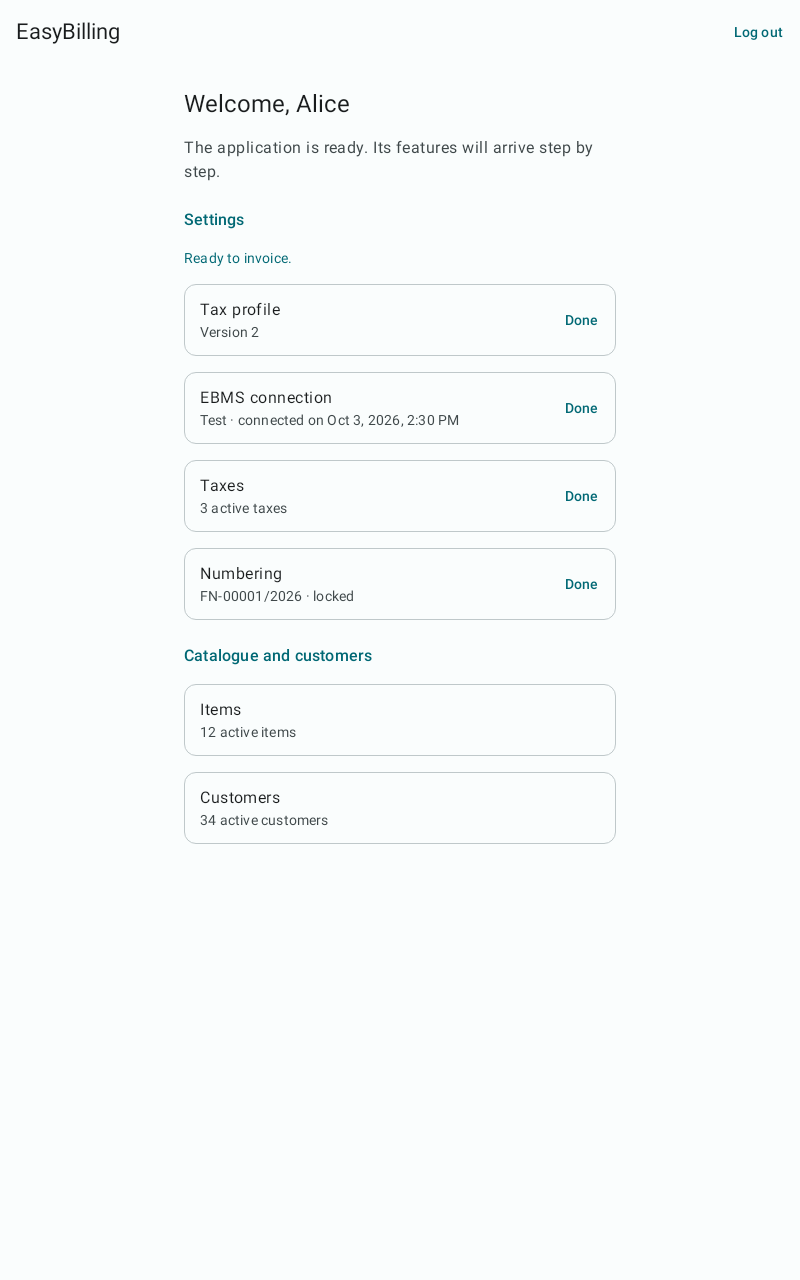 EasyBilling
Log out
Welcome, Alice
The application is ready. Its features will arrive step by
step.
Settings
Ready to invoice.
Tax profile
Version 2
Done
EBMS connection
Test · connected on Oct 3, 2026, 2:30 PM
Done
Taxes
3 active taxes
Done
Numbering
FN-00001/2026 · locked
Done
Catalogue and customers
Items
12 active items
Customers
34 active customers